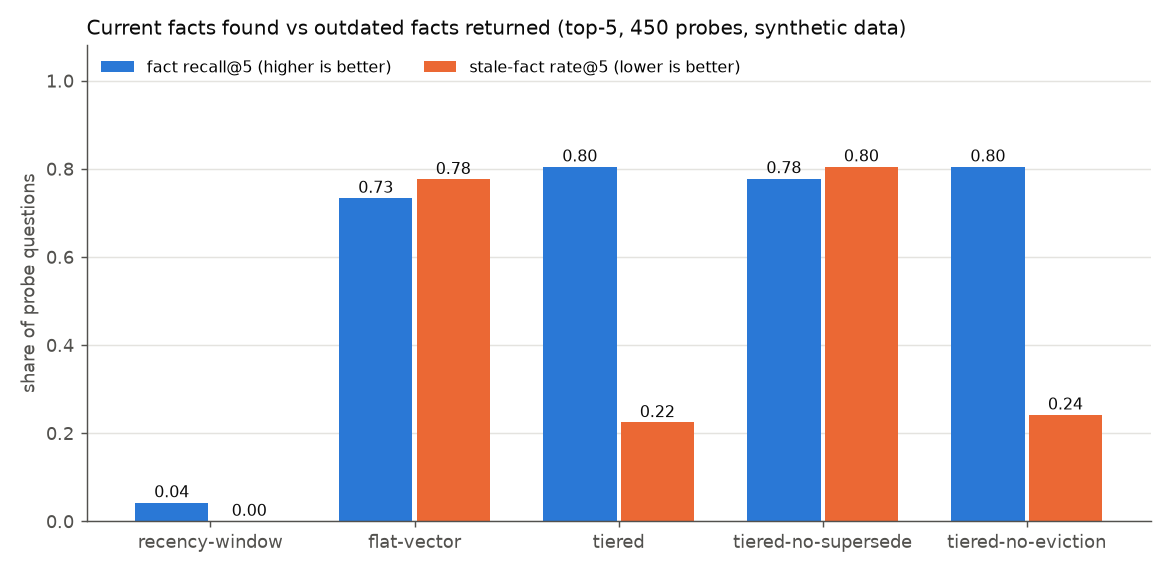 Current facts found vs outdated facts returned (top-5, 450 probes, synthetic data)
fact recall@5 (higher is better)
stale-fact rate@5 (lower is better)
share of probe questions
1.0
0.8
0.6
0.4
0.2
0.0
0.04
0.00
0.73
0.78
0.80
0.22
0.78
0.80
0.80
0.24
recency-window
flat-vector
tiered
tiered-no-supersede
tiered-no-eviction